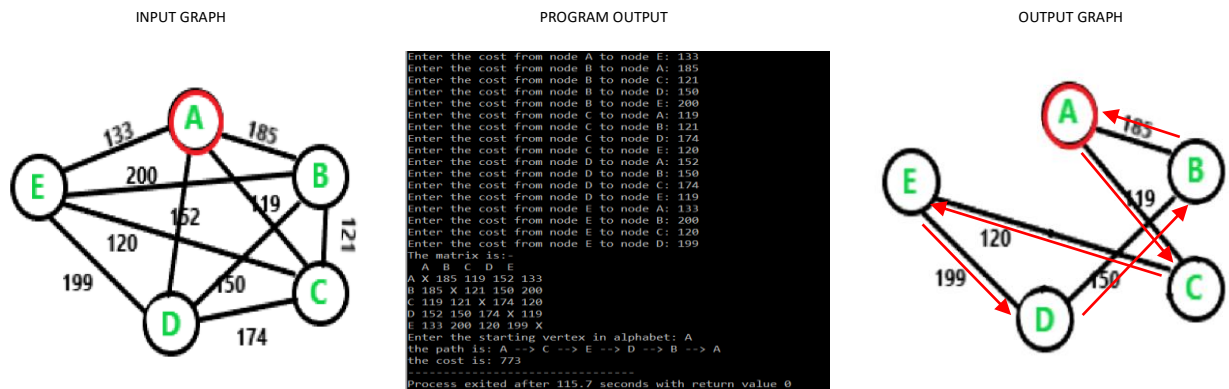 INPUT GRAPH
A
B
C
D
E
133
185
200
152
119
121
120
199
150
174
PROGRAM OUTPUT
Enter the cost from node A to node E: 133
Enter the cost from node B to node A: 185
Enter the cost from node B to node C: 121
Enter the cost from node B to node D: 150
Enter the cost from node B to node E: 200
Enter the cost from node C to node A: 119
Enter the cost from node C to node B: 121
Enter the cost from node C to node D: 174
Enter the cost from node C to node E: 120
Enter the cost from node D to node A: 152
Enter the cost from node D to node B: 150
Enter the cost from node D to node C: 174
Enter the cost from node D to node E: 119
Enter the cost from node E to node A: 133
Enter the cost from node E to node B: 200
Enter the cost from node E to node C: 120
Enter the cost from node E to node D: 199
The matrix is:-
A B C D E
A X 185 119 152 133
B 185 X 121 150 200
C 119 121 X 174 120
D 152 150 174 X 119
E 133 200 120 199 X
Enter the starting vertex in alphabet: A
the path is: A --> C --> E --> D --> B --> A
the cost is: 773
--------------------------------
Process exited after 115.7 seconds with return value 0
OUTPUT GRAPH
A
185
B
E
119
120
199
150
C
D